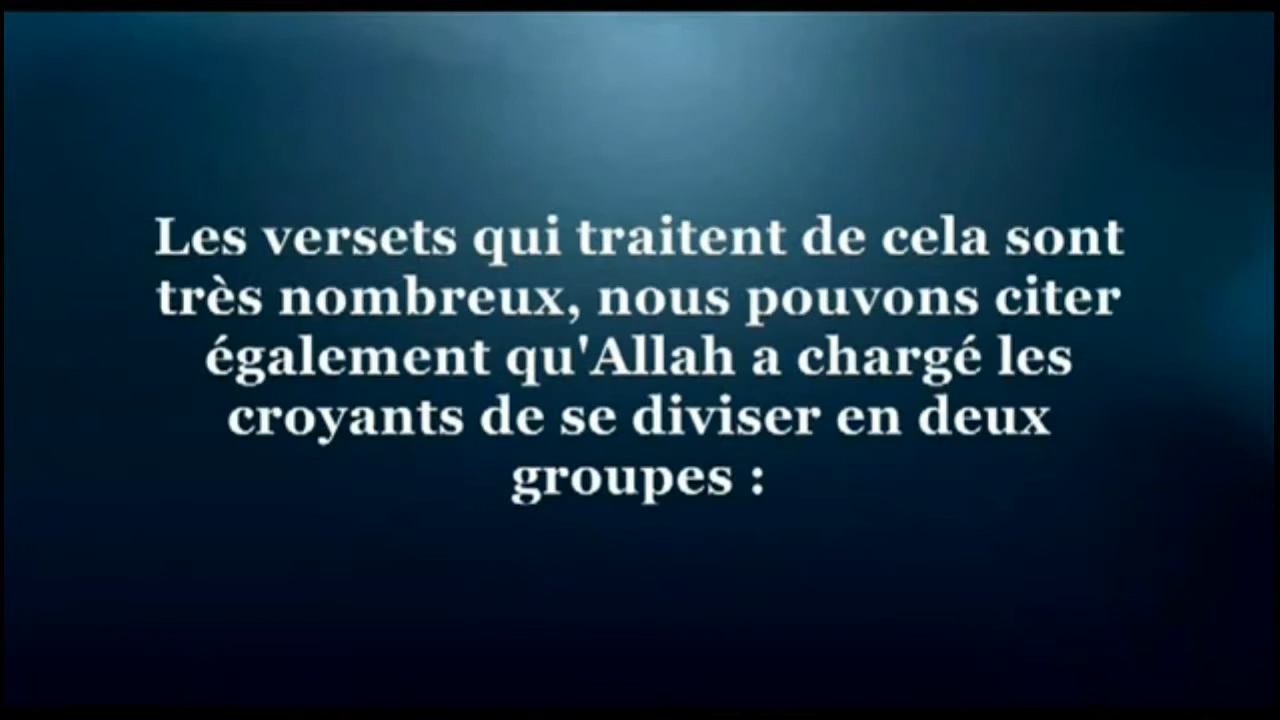 Les versets qui traitent de cela sont
très nombreux, nous pouvons citer
également qu'Allah a chargé les
croyants de se diviser en deux
groupes :